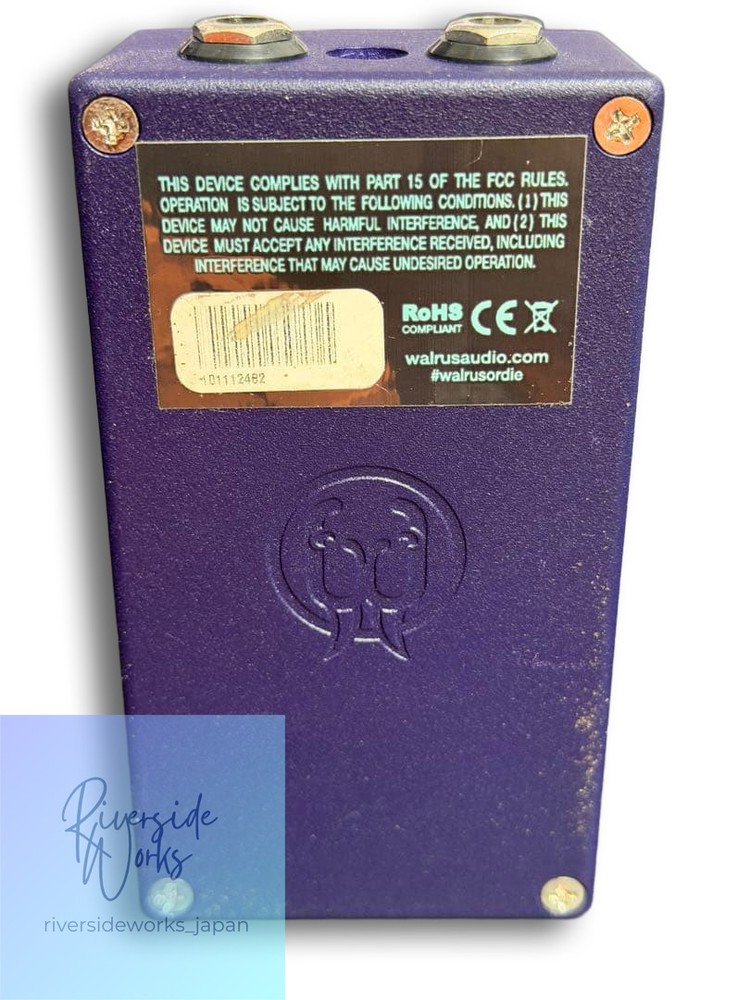 THIS DEVICE COMPLIES WITH PART 15 OF THE FCC RULES.
OPERATION IS SUBJECT TO THE FOLLOWING CONDITIONS. (1) THIS
DEVICE MAY NOT CAUSE HARMFUL INTERFERENCE, AND (2) THIS
DEVICE MUST ACCEPT ANY INTERFERENCE RECEIVED, INCLUDING
INTERFERENCE THAT MAY CAUSE UNDESIRED OPERATION.
RoHS
COMPLIANT
CE
101112482
walrusaudio.com
#walrusordie
Riverside
Works
riversideworks_japan